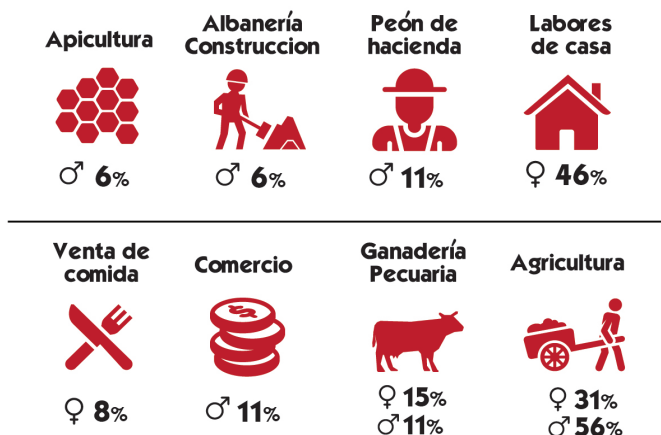 Apicultura
Albanería
Construccion
Peón de
hacienda
Labores
de casa
♂ 6%
♂ 6%
♂ 11%
♀ 46%
Venta de
comida
Comercio
Ganadería
Pecuaria
Agricultura
$
♀ 8%
♂ 11%
♀ 15%
♂ 11%
♀ 31%
♂ 56%